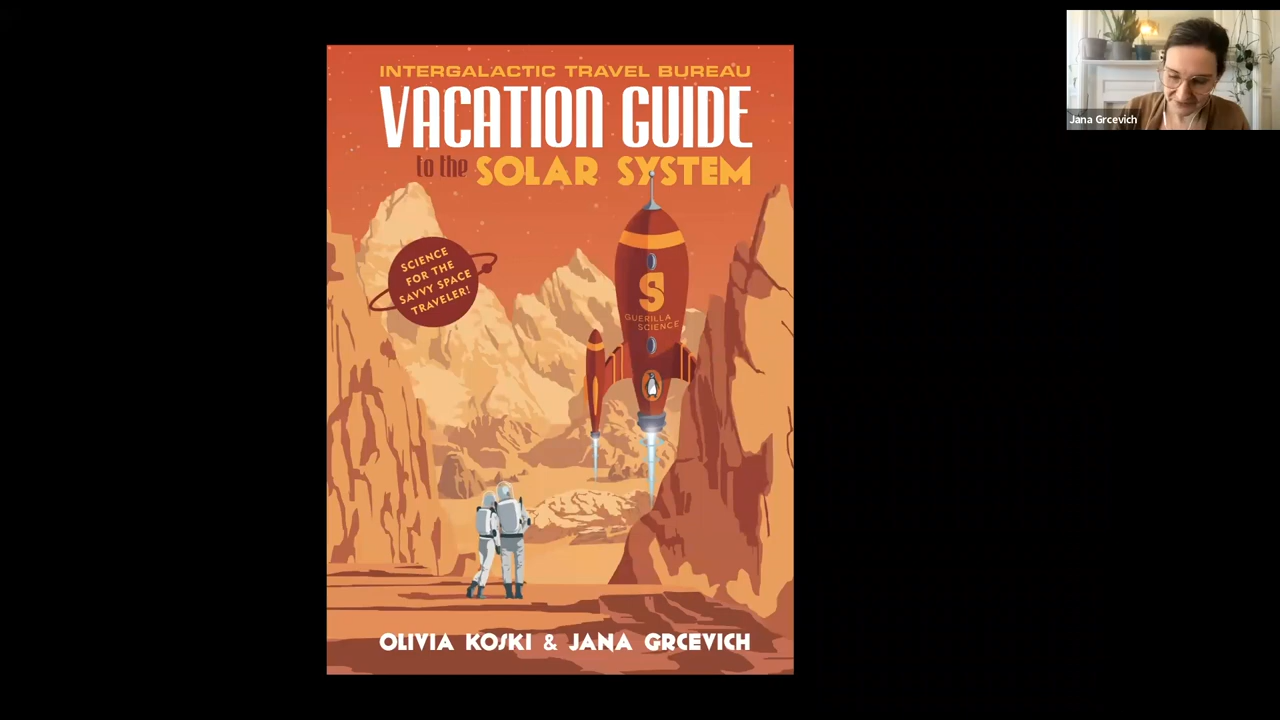 INTERGALACTIC TRAVEL BUREAU
VACATION GUIDE
to the SOLAR SYSTEM
SCIENCE
FOR THE
SAVVY SPACE
TRAVELER!
S
GUERILLA
SCIENCE
OLIVIA KOSKI & JANA GRCEVICH
Jana Grcevich